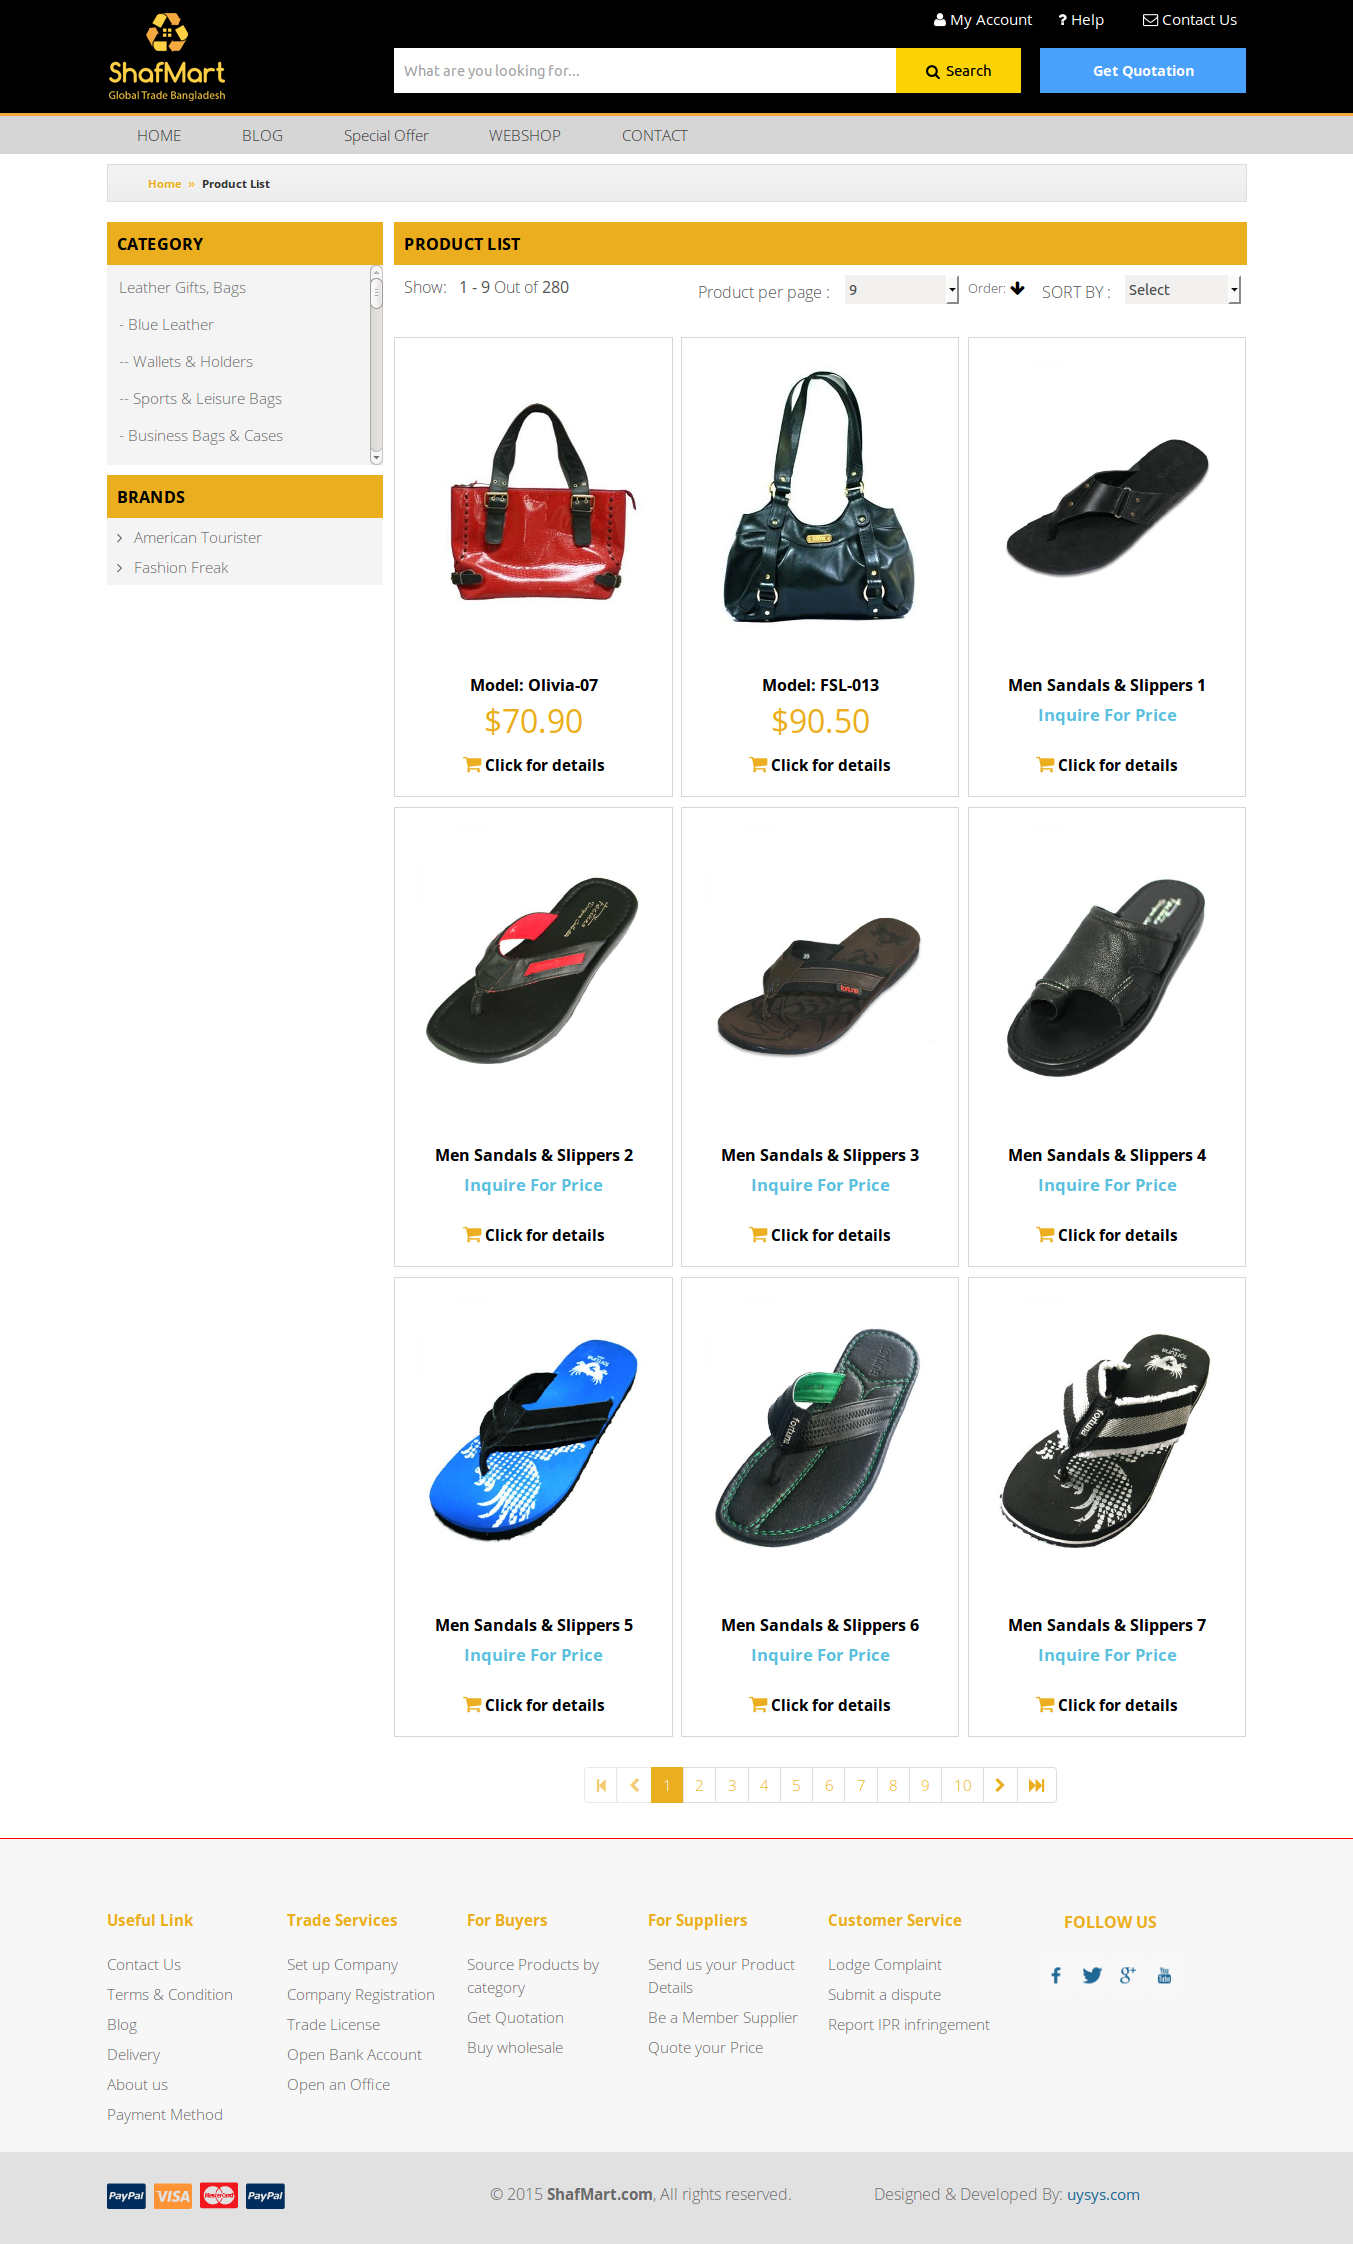 My Account
? Help
Contact Us
ShafMart
Global Trade Bangladesh
What are you looking for...
Search
Get Quotation
HOME
BLOG
Special Offer
WEBSHOP
CONTACT
Home » Product List
CATEGORY
Leather Gifts, Bags
- Blue Leather
-- Wallets & Holders
-- Sports & Leisure Bags
- Business Bags & Cases
BRANDS
American Tourister
Fashion Freak
PRODUCT LIST
Show: 1 - 9 Out of 280
Product per page : 9
Order:
SORT BY : Select
Model: Olivia-07
$70.90
Click for details
Model: FSL-013
$90.50
Click for details
Men Sandals & Slippers 1
Inquire For Price
Click for details
Men Sandals & Slippers 2
Inquire For Price
Click for details
fortuna
Men Sandals & Slippers 3
Inquire For Price
Click for details
Men Sandals & Slippers 4
Inquire For Price
Click for details
fortuna
Men Sandals & Slippers 5
Inquire For Price
Click for details
fortuna
fortuna
Men Sandals & Slippers 6
Inquire For Price
Click for details
fortuna
fortuna
Men Sandals & Slippers 7
Inquire For Price
Click for details
1 2 3 4 5 6 7 8 9 10
Useful Link
Contact Us
Terms & Condition
Blog
Delivery
About us
Payment Method
Trade Services
Set up Company
Company Registration
Trade License
Open Bank Account
Open an Office
For Buyers
Source Products by
category
Get Quotation
Buy wholesale
For Suppliers
Send us your Product
Details
Be a Member Supplier
Quote your Price
Customer Service
Lodge Complaint
Submit a dispute
Report IPR infringement
FOLLOW US
You
Tube
PayPal
VISA
MasterCard
PayPal
© 2015 ShafMart.com, All rights reserved.
Designed & Developed By: uysys.com